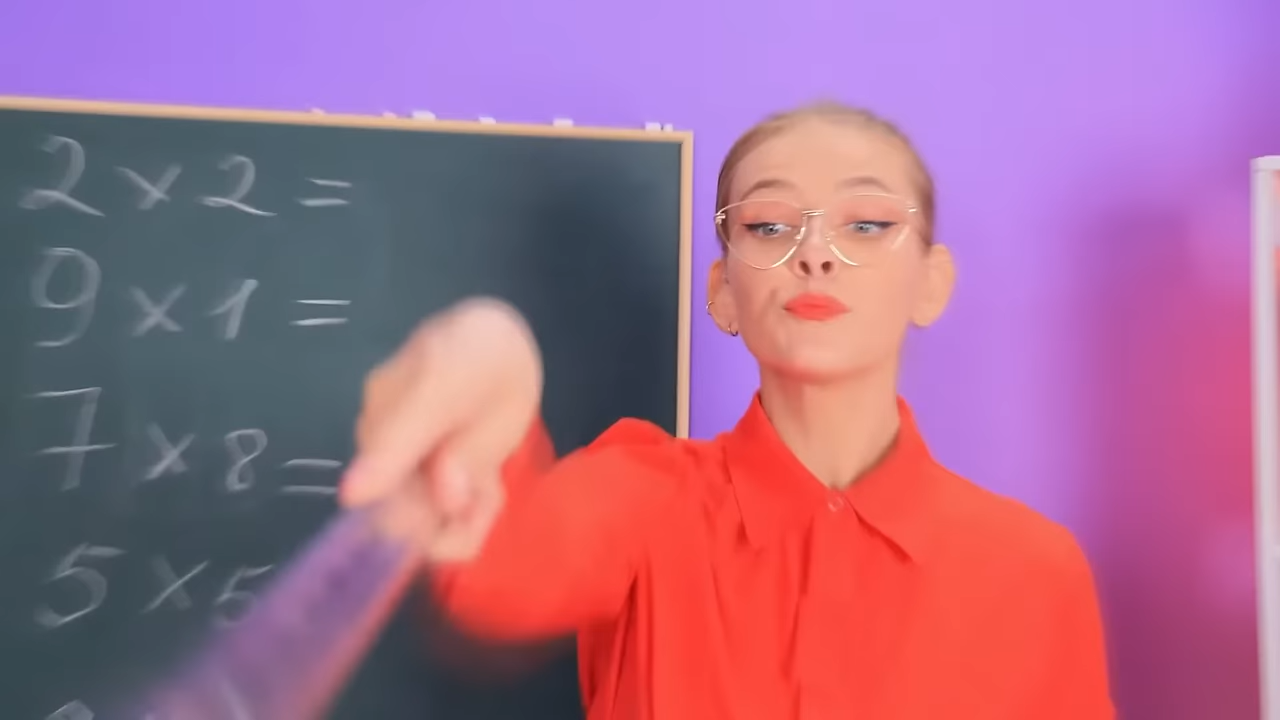 2 × 2 =
9 × 1 =
7 × 8 =
5 × 5